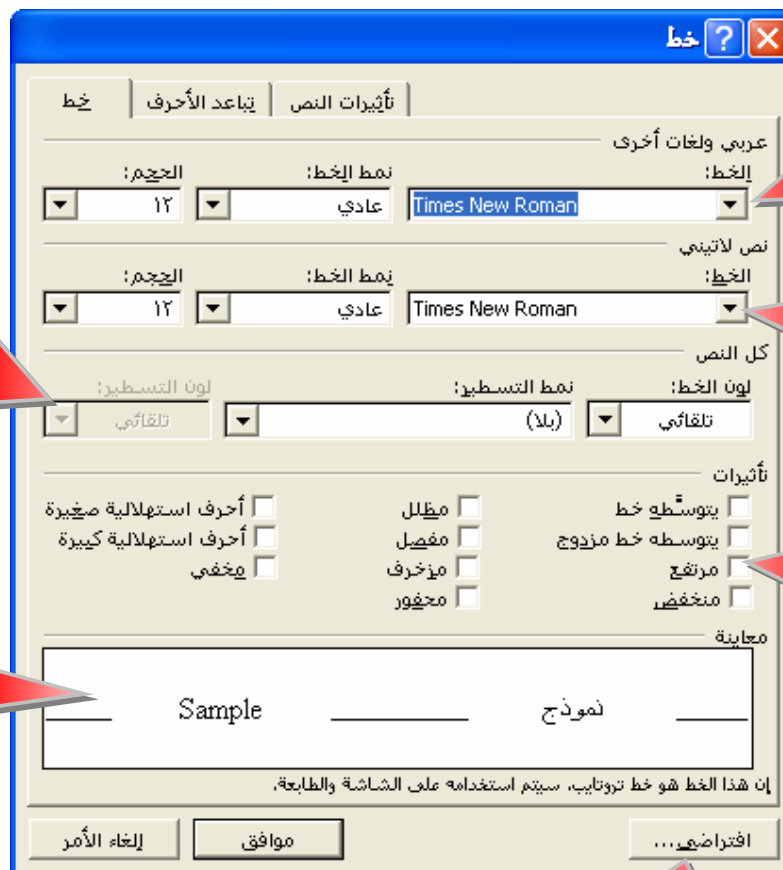 خط
خط تباعد الأحرف تأثيرات النص
عربي ولغات أخرى
الخط: نمط الخط: الحجم:
Times New Roman عادي ١٢
نص لاتيني
الخط: نمط الخط: الحجم:
Times New Roman عادي ١٢
كل النص
لون الخط: نمط التسطير: لون التسطير:
تلقائي (بلا) تلقائي
تأثيرات
يتوسطه خط مظلل أحرف استهلالية صغيرة
يتوسطه خط مزدوج مفصل أحرف استهلالية كبيرة
مرتفع مزخرف مخفي
منخفض محفور
معاينة
نموذج Sample
إن هذا الخط هو خط تروتايب، سيتم استخدامه على الشاشة والطابعة.
افتراضي... موافق إلغاء الأمر